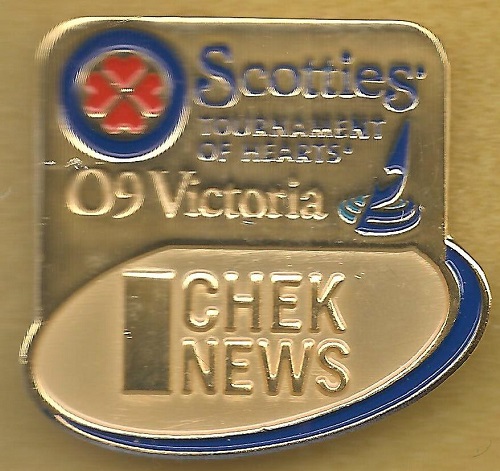 Scotties'
TOURNAMENT
OF HEARTS'
'09 Victoria
CHEK
NEWS